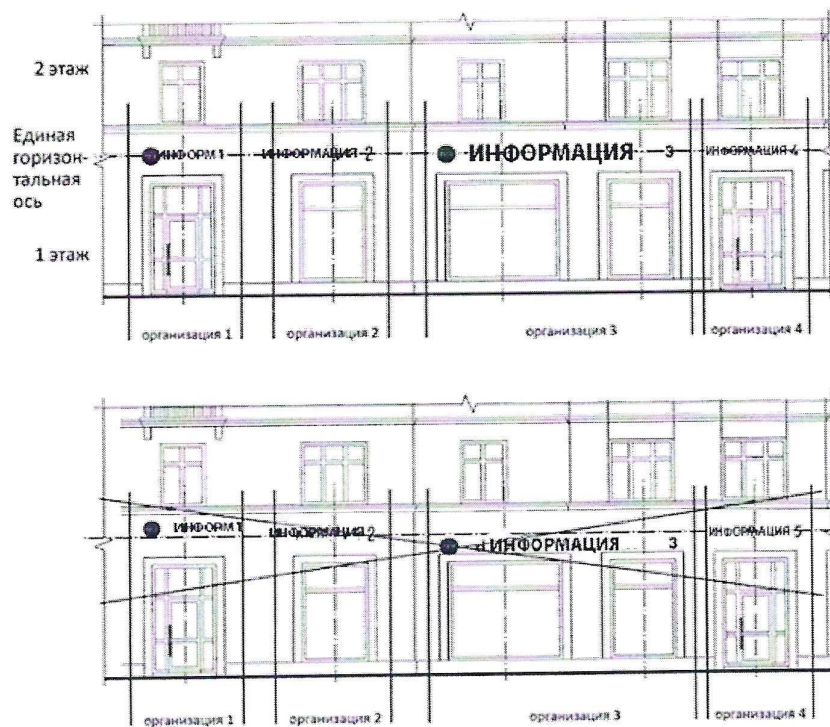 2 этаж
Единая
горизон-
тальная
ось
ИНФОРМ 1 ИНФОРМАЦИЯ 2 ИНФОРМАЦИЯ 3 ИНФОРМАЦИЯ 4
1 этаж
организация 1 организация 2 организация 3 организация 4
ИНФОРМ 1 ИНФОРМАЦИЯ 2 ИНФОРМАЦИЯ 3 ИНФОРМАЦИЯ 5
организация 1 организация 2 организация 3 организация 4